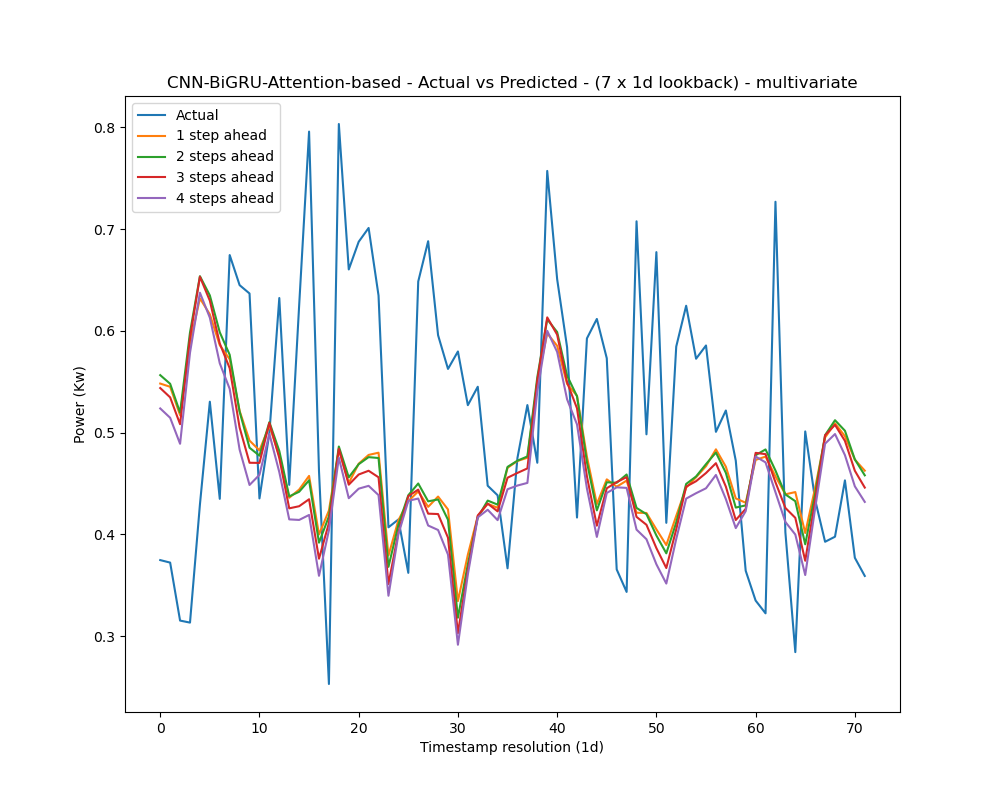 CNN-BiGRU-Attention-based - Actual vs Predicted - (7 x 1d lookback) - multivariate
Actual
1 step ahead
2 steps ahead
3 steps ahead
4 steps ahead
0.8
0.7
0.6
0.5
0.4
0.3
Power (Kw)
0 10 20 30 40 50 60 70
Timestamp resolution (1d)